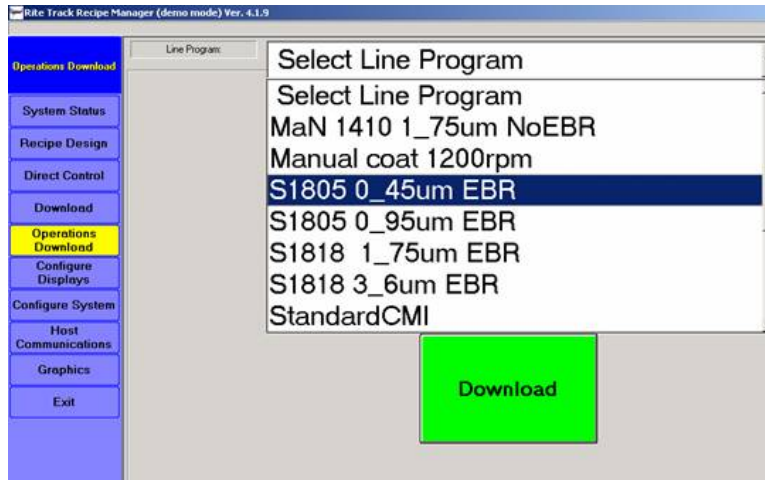 Rite Track Recipe Manager (demo mode) Ver. 4.1.9
Operations Download
Line Program:
Select Line Program
Select Line Program
MaN 1410 1_75um NoEBR
Manual coat 1200rpm
S1805 0_45um EBR
S1805 0_95um EBR
S1818 1_75um EBR
S1818 3_6um EBR
StandardCMI
System Status
Recipe Design
Direct Control
Download
Operations
Download
Configure
Displays
Configure System
Host
Communications
Graphics
Exit
Download